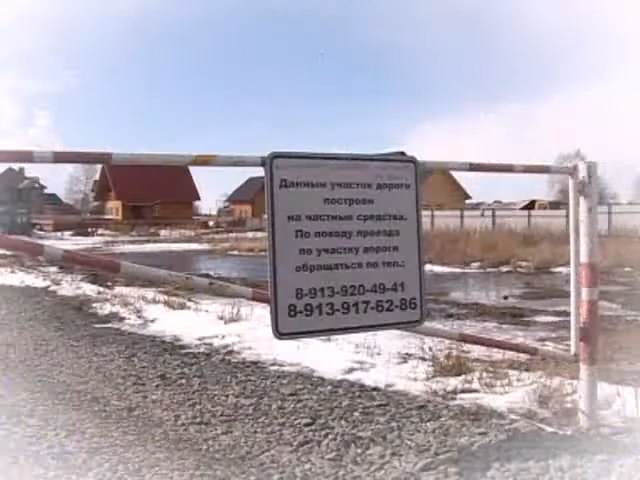 Данный участок дороги
построен
на частные средства.
По поводу проезда
по участку дороги
обращаться по тел.:
8-913-920-49-41
8-913-917-62-86